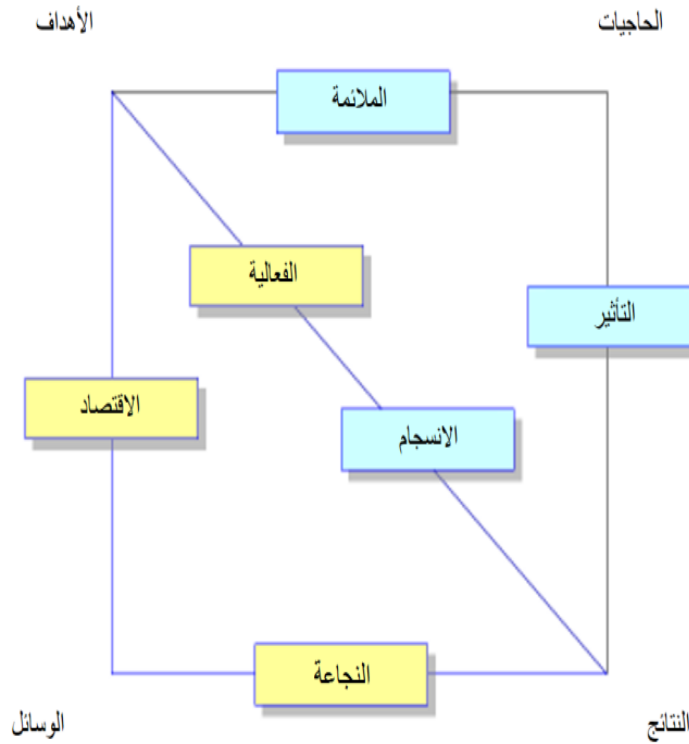 الحاجيات
الأهداف
الملائمة
الفعالية
التأثير
الاقتصاد
الانسجام
النجاعة
النتائج
الوسائل